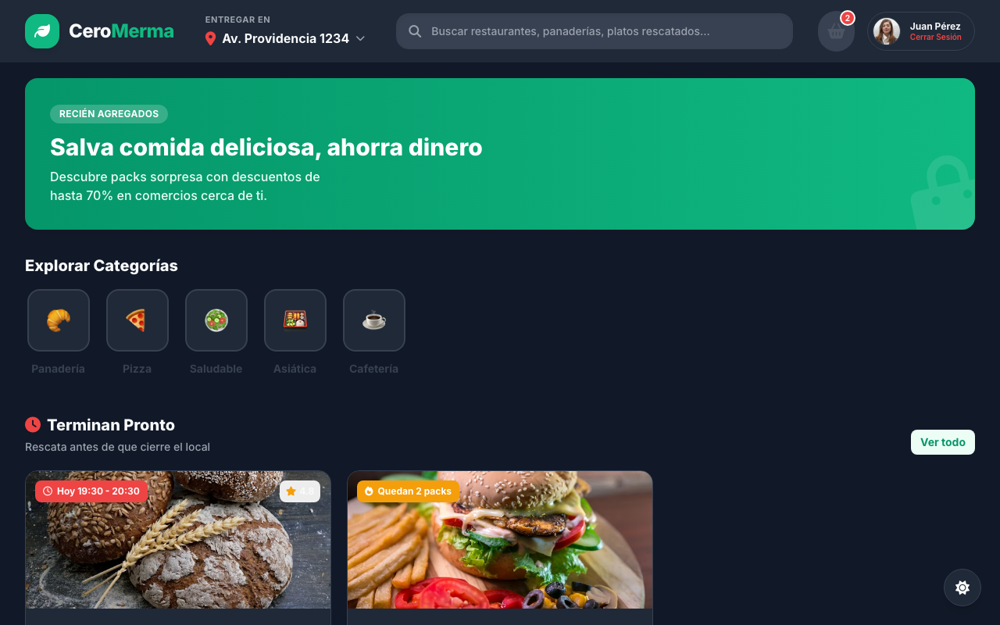 CeroMerma
ENTREGAR EN
Av. Providencia 1234
Buscar restaurantes, panaderías, platos rescatados...
2
Juan Pérez
Cerrar Sesión
RECIÉN AGREGADOS
Salva comida deliciosa, ahorra dinero
Descubre packs sorpresa con descuentos de
hasta 70% en comercios cerca de ti.
Explorar Categorías
Panadería
Pizza
Saludable
Asiática
Cafetería
Terminan Pronto
Rescata antes de que cierre el local
Ver todo
Hoy 19:30 - 20:30
4.8
Quedan 2 packs